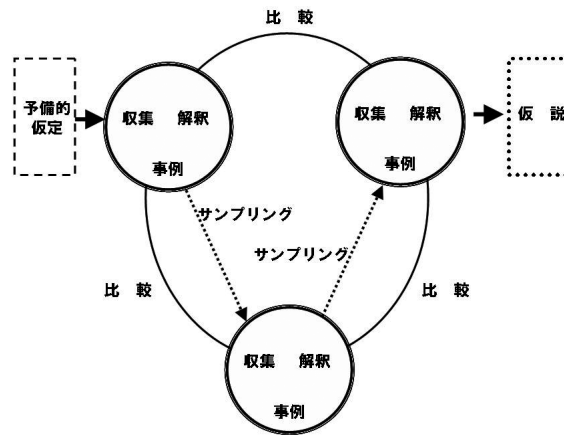 比　較
予備的
仮定
収集　解釈
事例
収集　解釈
事例
仮　説
サンプリング
サンプリング
比　較
比　較
収集　解釈
事例